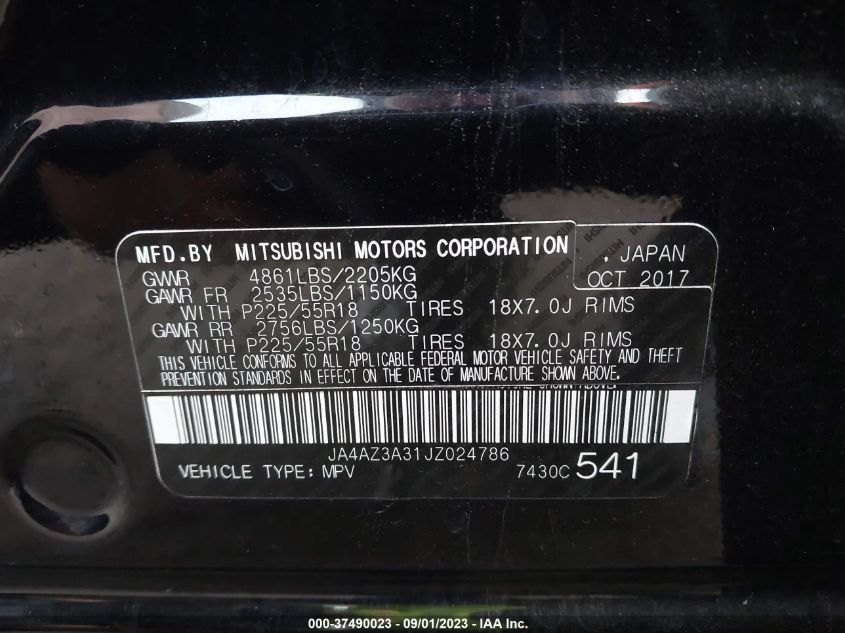 MFD.BY MITSUBISHI MOTORS CORPORATION , JAPAN
GVWR 4861LBS/2205KG OCT 2017
GAWR FR 2535LBS/1150KG
WITH P225/55R18 TIRES 18X7.0J RIMS
GAWR RR 2756LBS/1250KG
WITH P225/55R18 TIRES 18X7.0J RIMS
THIS VEHICLE CONFORMS TO ALL APPLICABLE FEDERAL MOTOR VEHICLE SAFETY AND THEFT
PREVENTION STANDARDS IN EFFECT ON THE DATE OF MANUFACTURE SHOWN ABOVE.
JA4AZ3A31JZ024786
VEHICLE TYPE: MPV 7430C 541
000-37490023 - 09/01/2023 - IAA Inc.